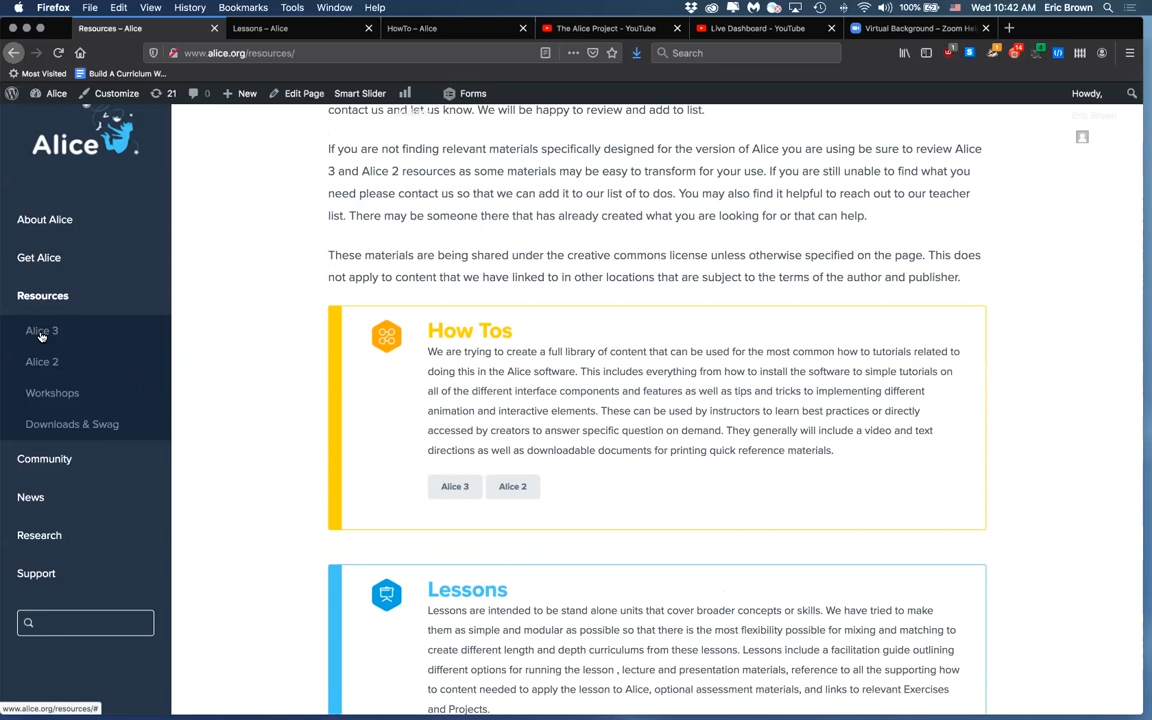 Firefox File Edit View History Bookmarks Tools Window Help 100% Wed 10:42 AM Eric Brown
Resources – Alice Lessons – Alice HowTo – Alice The Alice Project - YouTube Live Dashboard - YouTube Virtual Background – Zoom He
www.alice.org/resources/ Search 1 1 14 4
Most Visited Build A Curriculum W...
Alice Customize 21 0 New Edit Page Smart Slider Forms Howdy,
Eric Brown
Alice
About Alice
Get Alice
Resources
Alice 3
Alice 2
Workshops
Downloads & Swag
Community
News
Research
Support
contact us and let us know. We will be happy to review and add to list.
If you are not finding relevant materials specifically designed for the version of Alice you are using be sure to review Alice
3 and Alice 2 resources as some materials may be easy to transform for your use. If you are still unable to find what you
need please contact us so that we can add it to our list of to dos. You may also find it helpful to reach out to our teacher
list. There may be someone there that has already created what you are looking for or that can help.
These materials are being shared under the creative commons license unless otherwise specified on the page. This does
not apply to content that we have linked to in other locations that are subject to the terms of the author and publisher.
How Tos
We are trying to create a full library of content that can be used for the most common how to tutorials related to
doing this in the Alice software. This includes everything from how to install the software to simple tutorials on
all of the different interface components and features as well as tips and tricks to implementing different
animation and interactive elements. These can be used by instructors to learn best practices or directly
accessed by creators to answer specific question on demand. They generally will include a video and text
directions as well as downloadable documents for printing quick reference materials.
Alice 3 Alice 2
Lessons
Lessons are intended to be stand alone units that cover broader concepts or skills. We have tried to make
them as simple and modular as possible so that there is the most flexibility possible for mixing and matching to
create different length and depth curriculums from these lessons. Lessons include a facilitation guide outlining
different options for running the lesson , lecture and presentation materials, reference to all the supporting how
to content needed to apply the lesson to Alice, optional assessment materials, and links to relevant Exercises
and Projects.
www.alice.org/resources/#